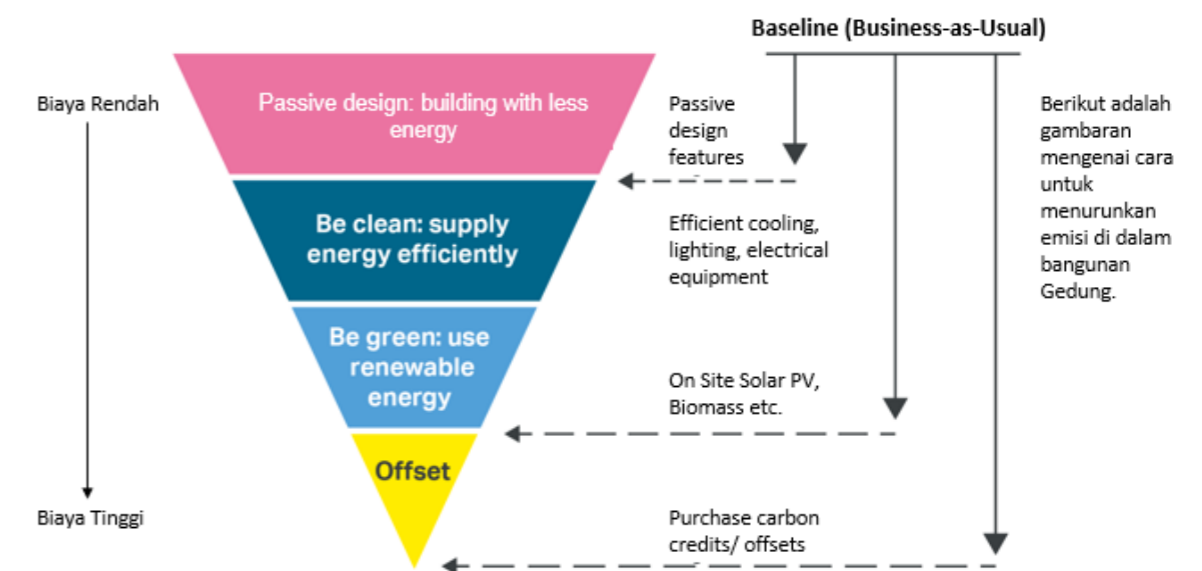 Baseline (Business-as-Usual)
Biaya Rendah
Passive design: building with less
energy
Passive
design
features
Berikut adalah
gambaran
mengenai cara
untuk
menurunkan
emisi di dalam
bangunan
Gedung.
Be clean: supply
energy efficiently
Efficient cooling,
lighting, electrical
equipment
Be green: use
renewable
energy
On Site Solar PV,
Biomass etc.
Offset
Biaya Tinggi
Purchase carbon
credits/ offsets